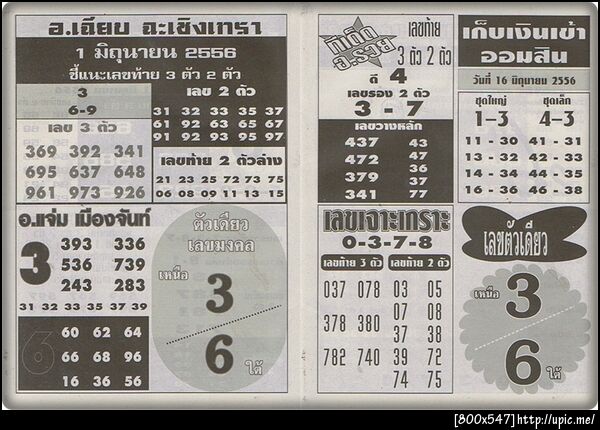 อ.เฉียบ ฉะเชิงเทรา
1 มิถุนายน 2556
ชี้แนะเลขท้าย 3 ตัว 2 ตัว
3
6-9
เลข 3 ตัว
369 392 341
695 637 648
961 973 926
เลข 2 ตัว
31 32 33 35 37
61 92 63 65 67
91 92 93 95 97
เลขท้าย 2 ตัวล่าง
21 23 25 72 73 75
06 08 09 11 13 15
อ.แจ่ม เมืองจันท์
3
393 336
536 739
243 283
31 32 33 35 37 39
6
60 62 64
66 68 96
16 36 56
ตัวเดียว
เลขมงคล
เหนือ
3
6
ใต้
อ.รวย
เลขท้าย
3 ตัว 2 ตัว
ดี 4
เลขรอง 2 ตัว
3 - 7
เลขวางหลัก
437 43
472 47
36
379 37
36
341 77
เก็บเงินเข้า
ออมสิน
วันที่ 16 มิถุนายน 2556
ชุดใหญ่ ชุดเล็ก
1-3 4-3
11 - 30 41 - 31
13 - 32 42 - 33
14 - 35 44 - 36
16 - 36 46 - 38
เลขเจาะเกราะ
0-3-7-8
เลขท้าย 3 ตัว เลขท้าย 2 ตัว
037 078 03 05
07 08
378 380 37 38
782 740 39 72
74 75
เลขตัวเดียว
เหนือ
3
6
ใต้
[800x547]http://upic.me/